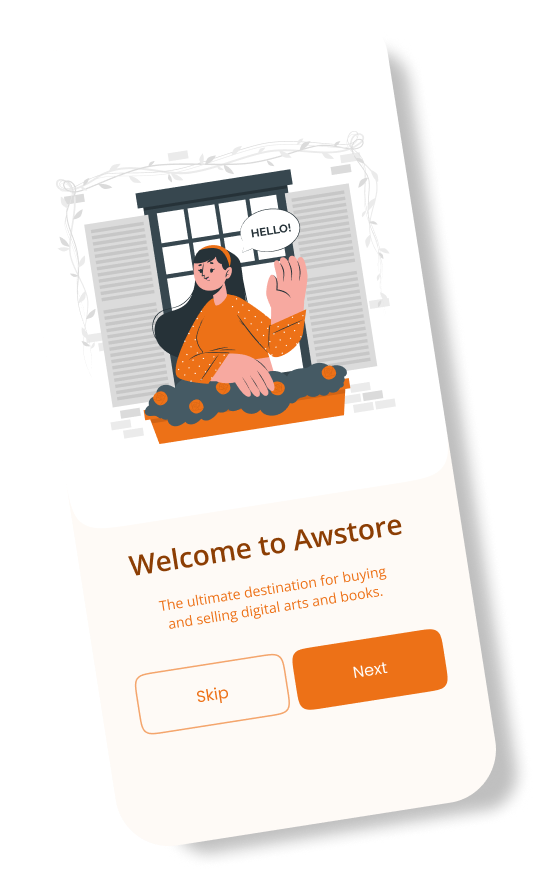 HELLO!
Welcome to Awstore
The ultimate destination for buying
and selling digital arts and books.
Skip
Next